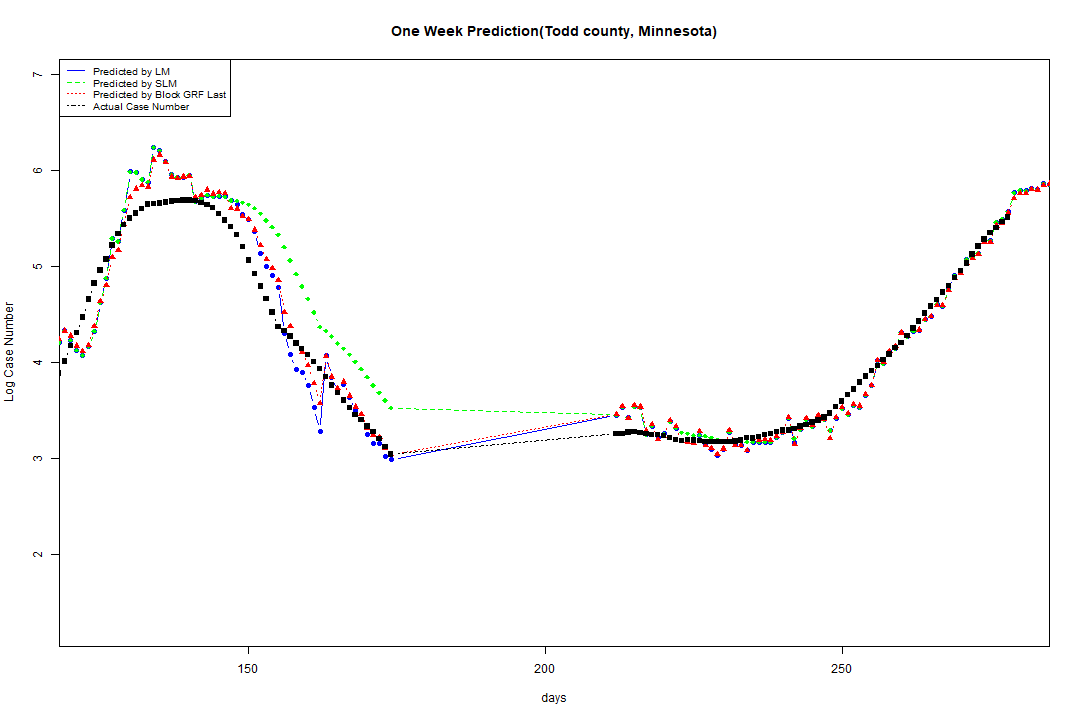 One Week Prediction(Todd county, Minnesota)
Predicted by LM
Predicted by SLM
Predicted by Block GRF Last
Actual Case Number
7
6
5
4
3
2
Log Case Number
150
200
250
days